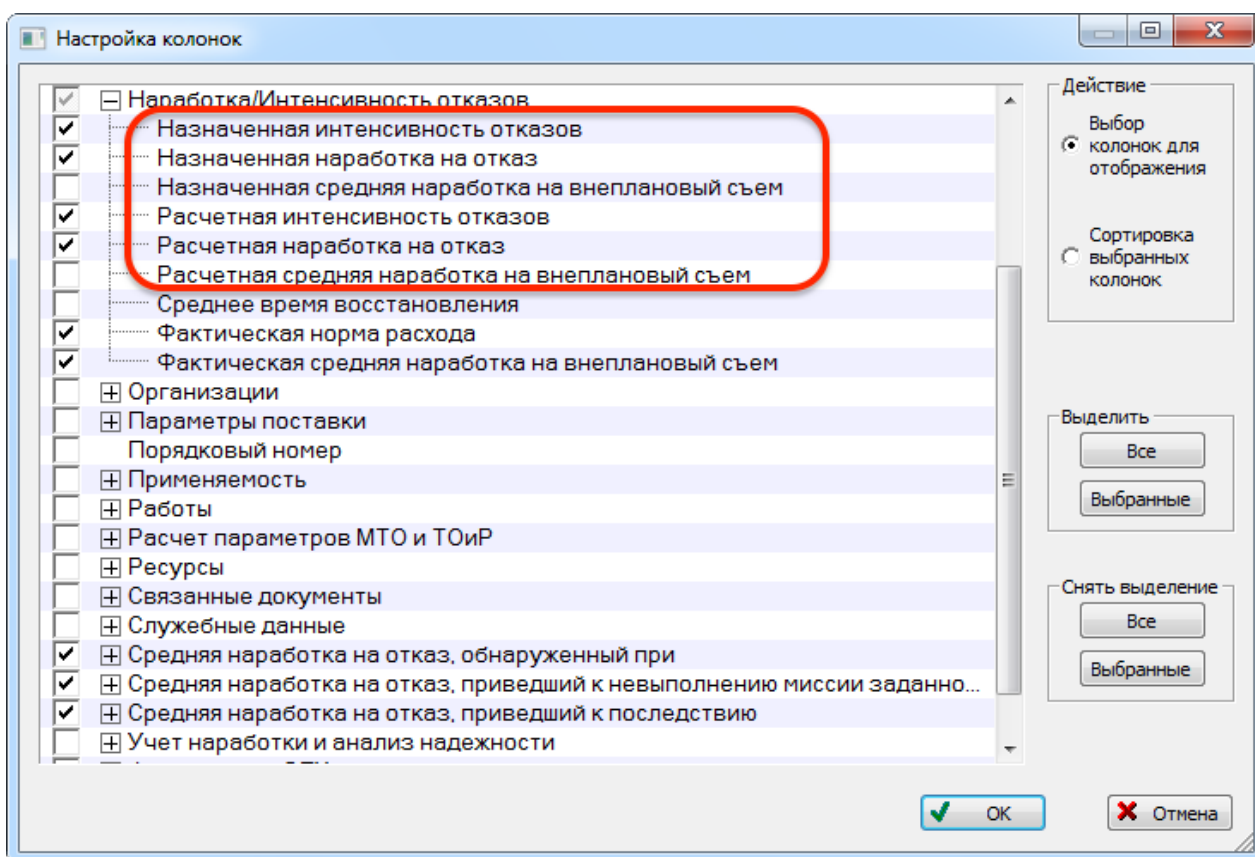 Настройка колонок
Наработка/Интенсивность отказов
Назначенная интенсивность отказов
Назначенная наработка на отказ
Назначенная средняя наработка на внеплановый съем
Расчетная интенсивность отказов
Расчетная наработка на отказ
Расчетная средняя наработка на внеплановый съем
Среднее время восстановления
Фактическая норма расхода
Фактическая средняя наработка на внеплановый съем
Организации
Параметры поставки
Порядковый номер
Применяемость
Работы
Расчет параметров МТО и ТОиР
Ресурсы
Связанные документы
Служебные данные
Средняя наработка на отказ, обнаруженный при
Средняя наработка на отказ, приведший к невыполнению миссии заданно...
Средняя наработка на отказ, приведший к последствию
Учет наработки и анализ надежности
Действие
Выбор
колонок для
отображения
Сортировка
выбранных
колонок
Выделить
Все
Выбранные
Снять выделение
Все
Выбранные
ОК
Отмена